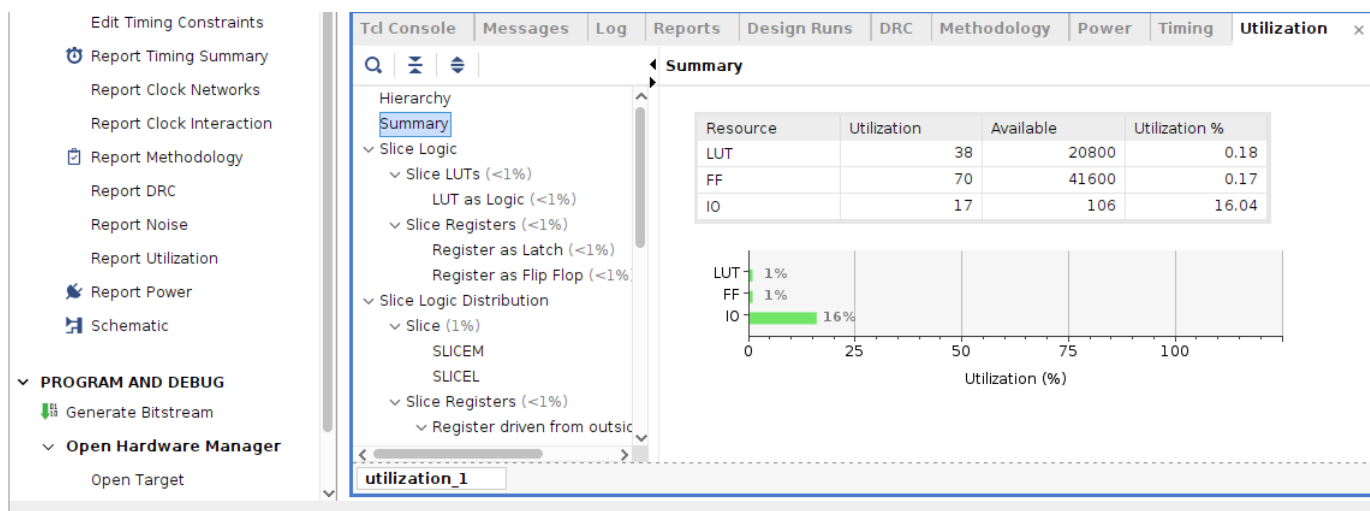 Edit Timing Constraints
Report Timing Summary
Report Clock Networks
Report Clock Interaction
Report Methodology
Report DRC
Report Noise
Report Utilization
Report Power
Schematic
PROGRAM AND DEBUG
Generate Bitstream
Open Hardware Manager
Open Target
Tcl Console Messages Log Reports Design Runs DRC Methodology Power Timing Utilization
Summary
Hierarchy
Summary
Slice Logic
Slice LUTs (<1%)
LUT as Logic (<1%)
Slice Registers (<1%)
Register as Latch (<1%)
Register as Flip Flop (<1%
Slice Logic Distribution
Slice (1%)
SLICEM
SLICEL
Slice Registers (<1%)
Register driven from outsid
utilization_1
Resource Utilization Available Utilization %
LUT 38 20800 0.18
FF 70 41600 0.17
IO 17 106 16.04
LUT 1%
FF 1%
IO 16%
0 25 50 75 100
Utilization (%)